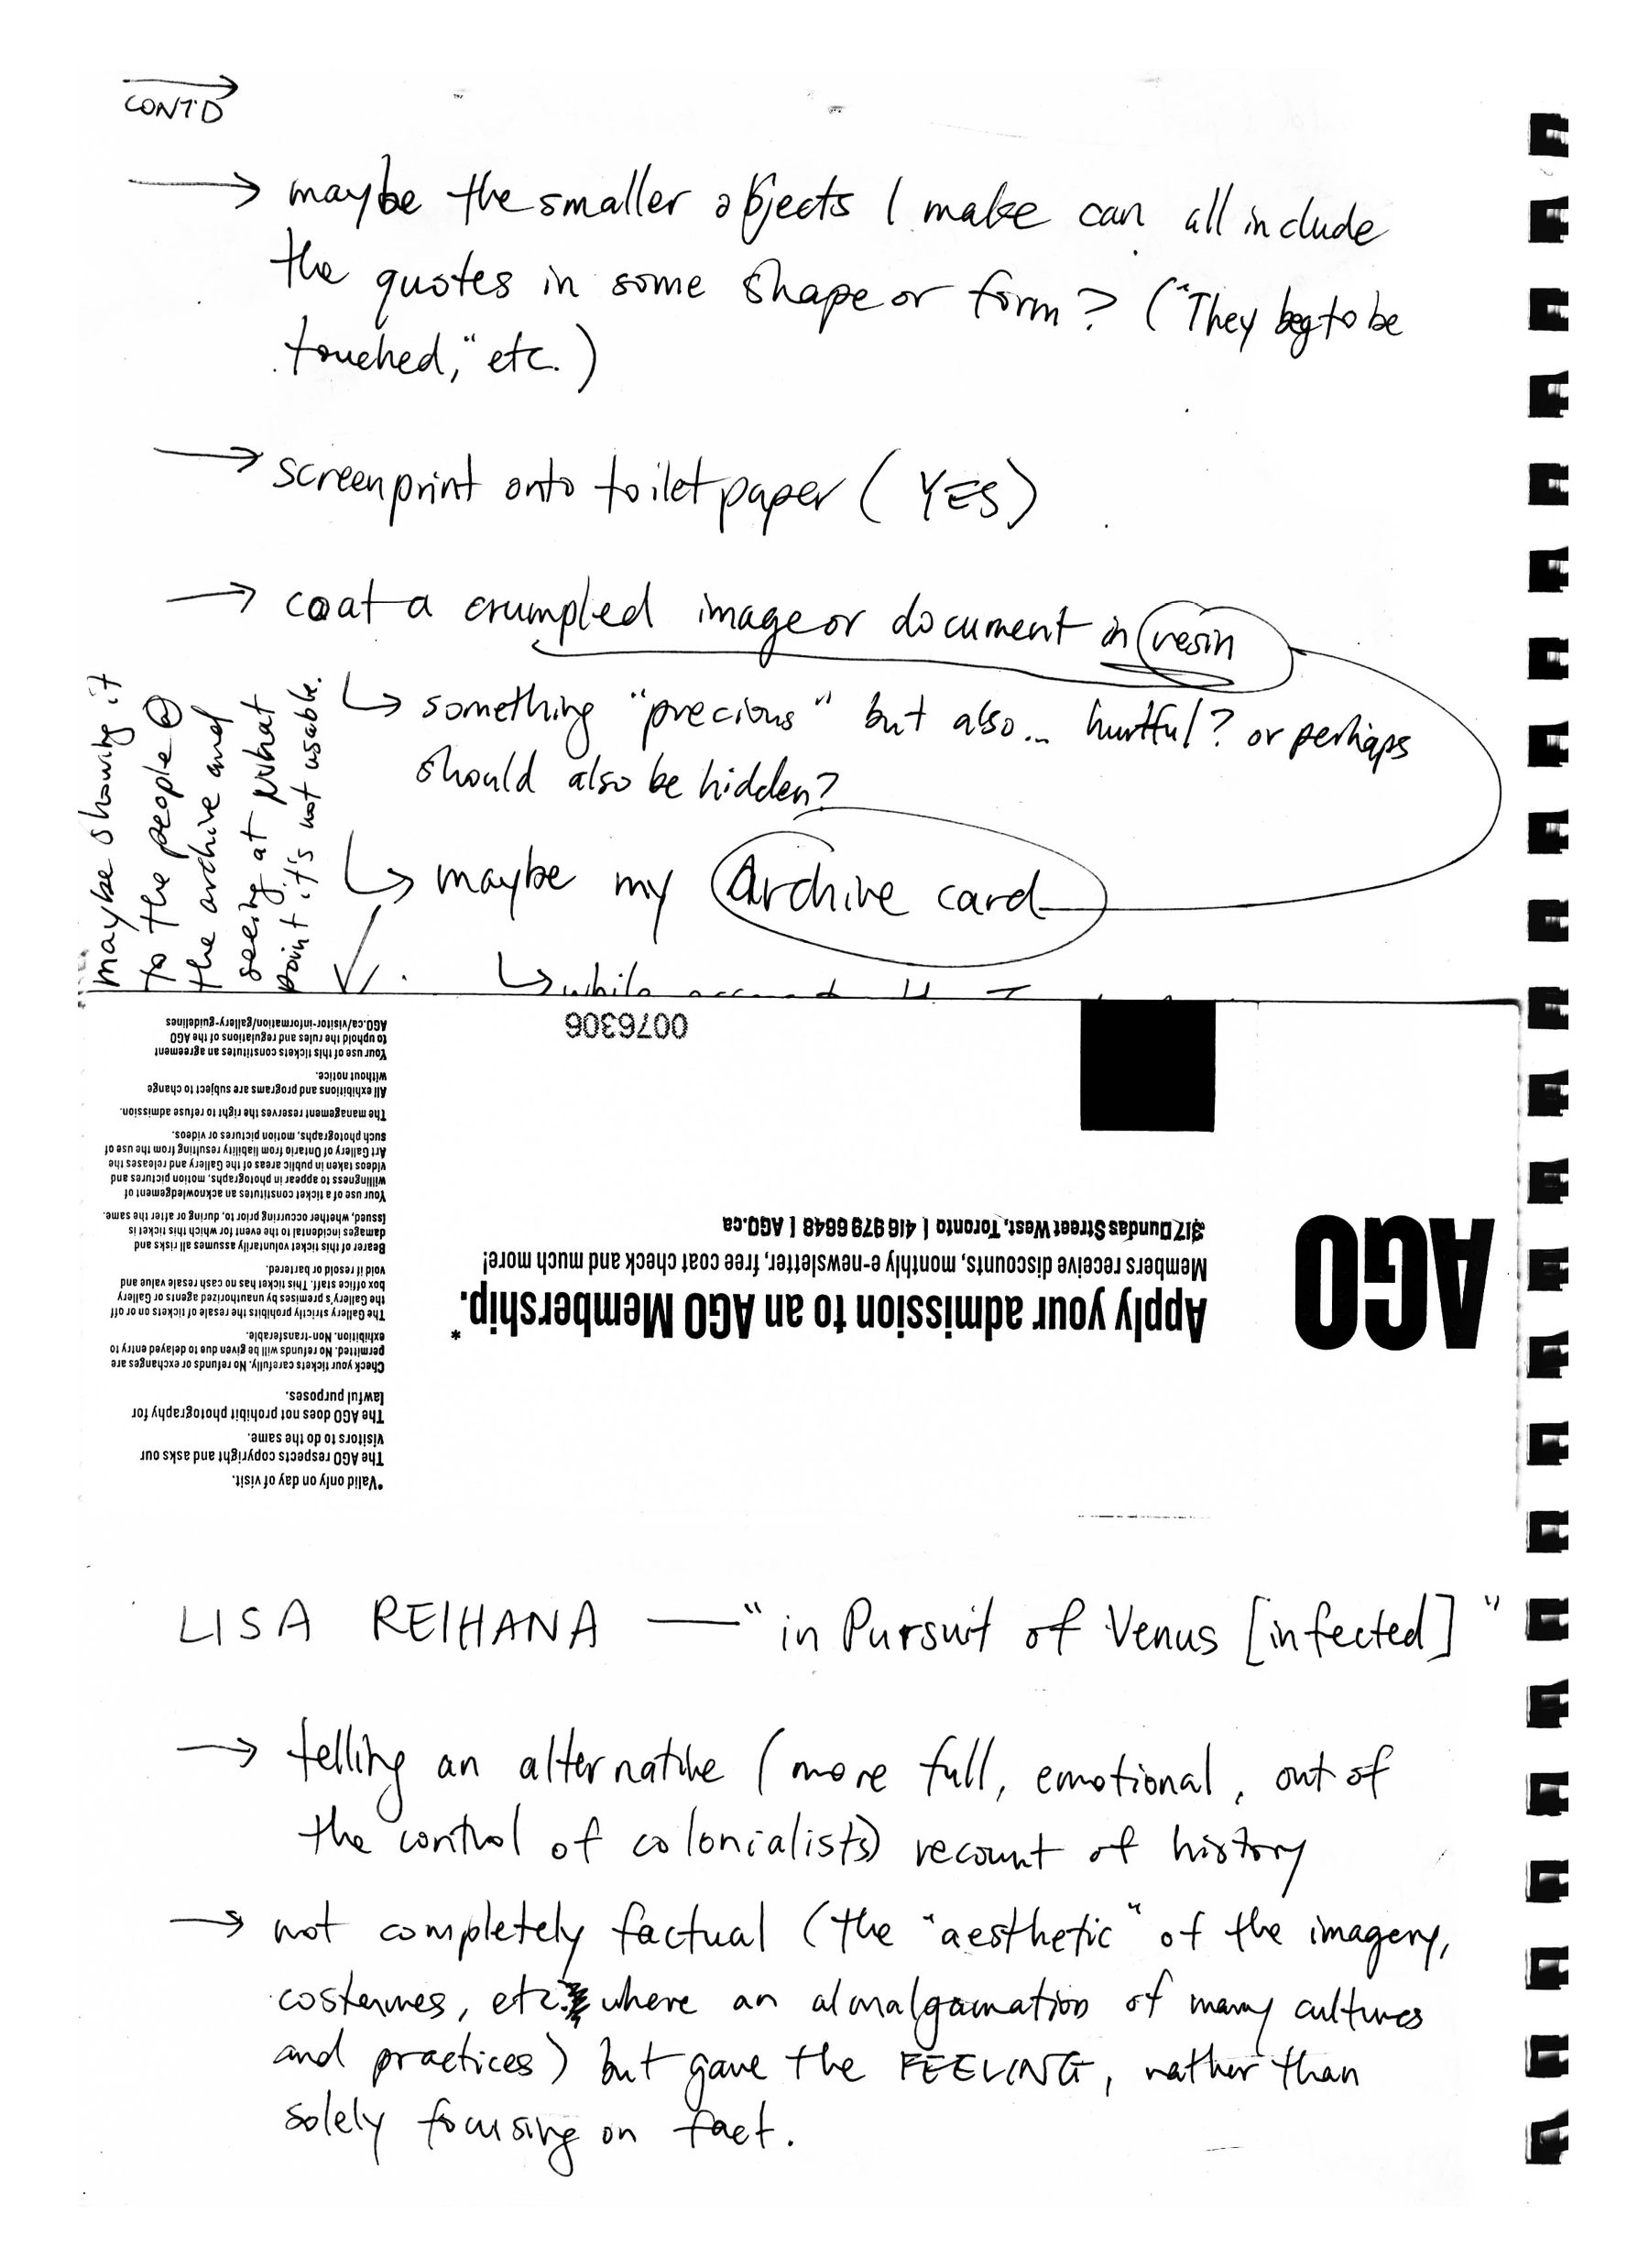 CONT'D
→ maybe the smaller objects I make can all include
the quotes in some shape or form? ("They beg to be
touched," etc.)
→ screenprint onto toilet paper (YES)
→ coat a crumpled image or document in resin
↳ something "precious" but also... hurtful? or perhaps
should also be hidden?
↳ maybe my Archive card
↳ while
maybe showing it
to the people @
the archive and
seeing at what
point it's not usable.
0076306
AGO
Apply your admission to an AGO Membership.*
Members receive discounts, monthly e-newsletter, free coat check and much more!
317 Dundas Street West, Toronto | 416 979 6648 | AGO.ca
*Valid only on day of visit.
The AGO respects copyright and asks our
visitors to do the same.
The AGO does not prohibit photography for
lawful purposes.
Check your tickets carefully. No refunds or exchanges are
permitted. No refunds will be given due to delayed entry to
exhibition. Non-transferable.
The Gallery strictly prohibits the resale of tickets on or off
the Gallery's premises by unauthorized agents or Gallery
box office staff. This ticket has no cash resale value and
void if resold or bartered.
Bearer of this ticket voluntarily assumes all risks and
damages incidental to the event for which this ticket is
issued, whether occurring prior to, during or after the same.
Your use of a ticket constitutes an acknowledgement of
willingness to appear in photographs, motion pictures and
videos taken in public areas of the Gallery and releases the
Art Gallery of Ontario from liability resulting from the use of
such photographs, motion pictures or videos.
The management reserves the right to refuse admission.
All exhibitions and programs are subject to change
without notice.
Your use of this tickets constitutes an agreement
to uphold the rules and regulations of the AGO
AGO.ca/visitor-information/gallery-guidelines
LISA REIHANA — "in Pursuit of Venus [infected]"
→ telling an alternative (more full, emotional, out of
the control of colonialists) recount of history
→ not completely factual (the "aesthetic" of the imagery,
costumes, etc. where an almalgamation of many cultures
and practices) but gave the FEELING, rather than
solely focusing on fact.